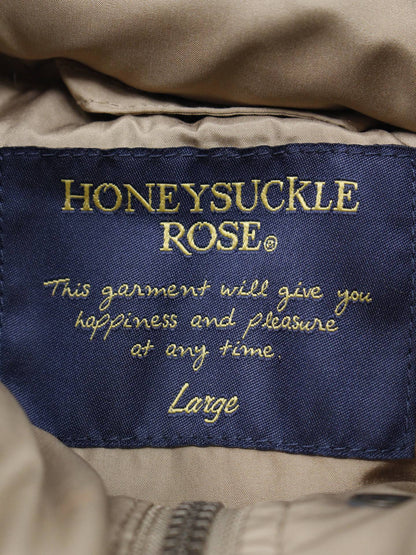 HONEYSUCKLE
ROSE®
This garment will give you
happiness and pleasure
at any time.
Large